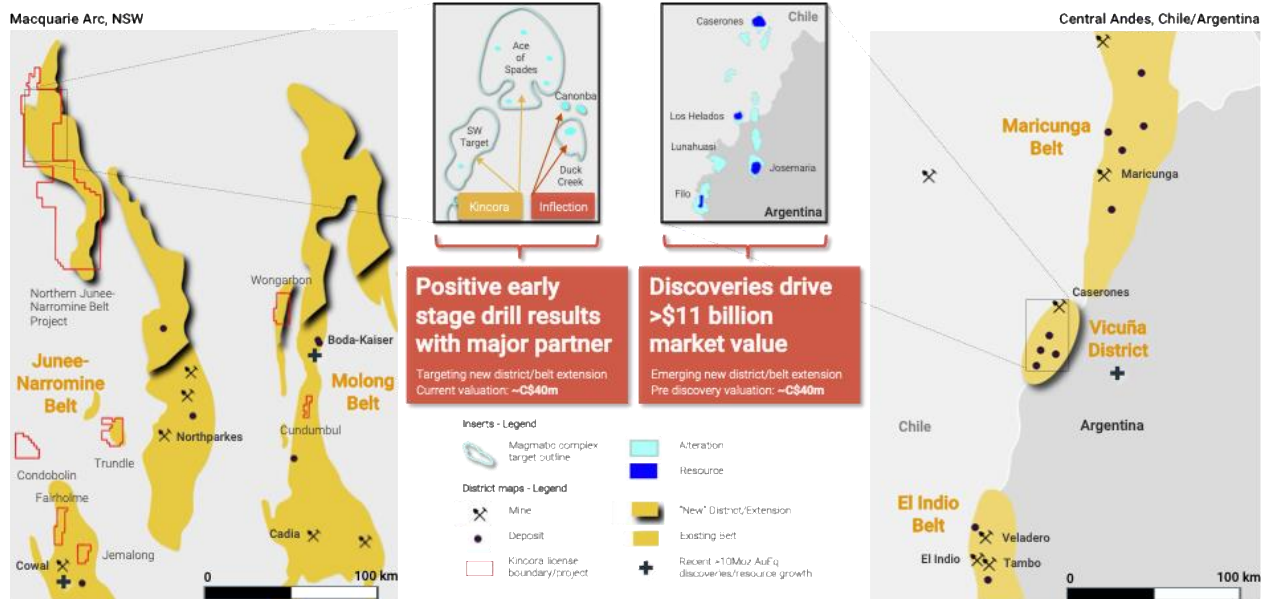 Macquarie Arc, NSW
Central Andes, Chile/Argentina
Ace
of
Spades
Canonba
SW
Target
Duck
Creek
Kincora
Inflection
Caserones
Chile
Los Helados
Lunahuasi
Josemaria
Filo
Argentina
Maricunga
Belt
Maricunga
Northern Junee-
Narromine Belt
Project
Wongarbon
Boda-Kaiser
Junee-
Narromine
Belt
Molong
Belt
Northparkes
Cundumbul
Trundle
Condobolin
Fairholme
Jemalong
Cowal
Cadia
0
100 km
Positive early
stage drill results
with major partner
Targeting new district/belt extension
Current valuation: ~C$40m
Discoveries drive
>$11 billion
market value
Emerging new district/belt extension
Pre discovery valuation: ~C$40m
Inserts - Legend
Magmatic complex
target outline
Alteration
Resource
District maps - Legend
Mine
Deposit
Kincora license
boundary/project
"New" District/Extension
Existing Belt
Recent >10Moz AuEq
discoveries/resource growth
Caserones
Vicuña
District
Chile
Argentina
El Indio
Belt
Veladero
El Indio
Tambo
0
100 km